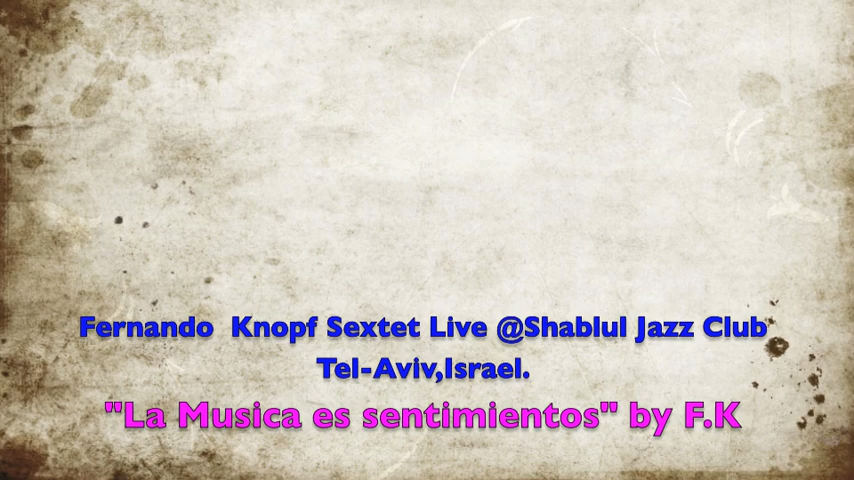 Fernando  Knopf Sextet Live @Shablul Jazz Club
Tel-Aviv,Israel.
"La Musica es sentimientos" by F.K